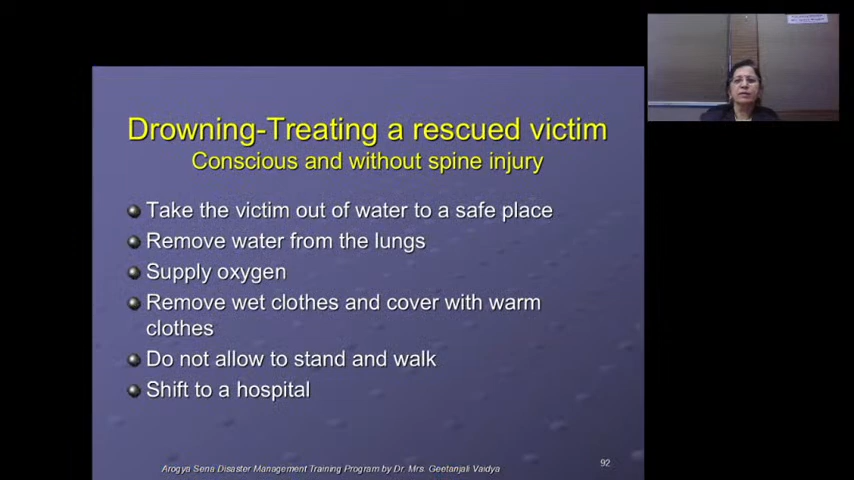 Drowning-Treating a rescued victim
Conscious and without spine injury
Take the victim out of water to a safe place
Remove water from the lungs
Supply oxygen
Remove wet clothes and cover with warm
clothes
Do not allow to stand and walk
Shift to a hospital
Arogya Sena Disaster Management Training Program by Dr. Mrs. Geetanjali Vaidya
92